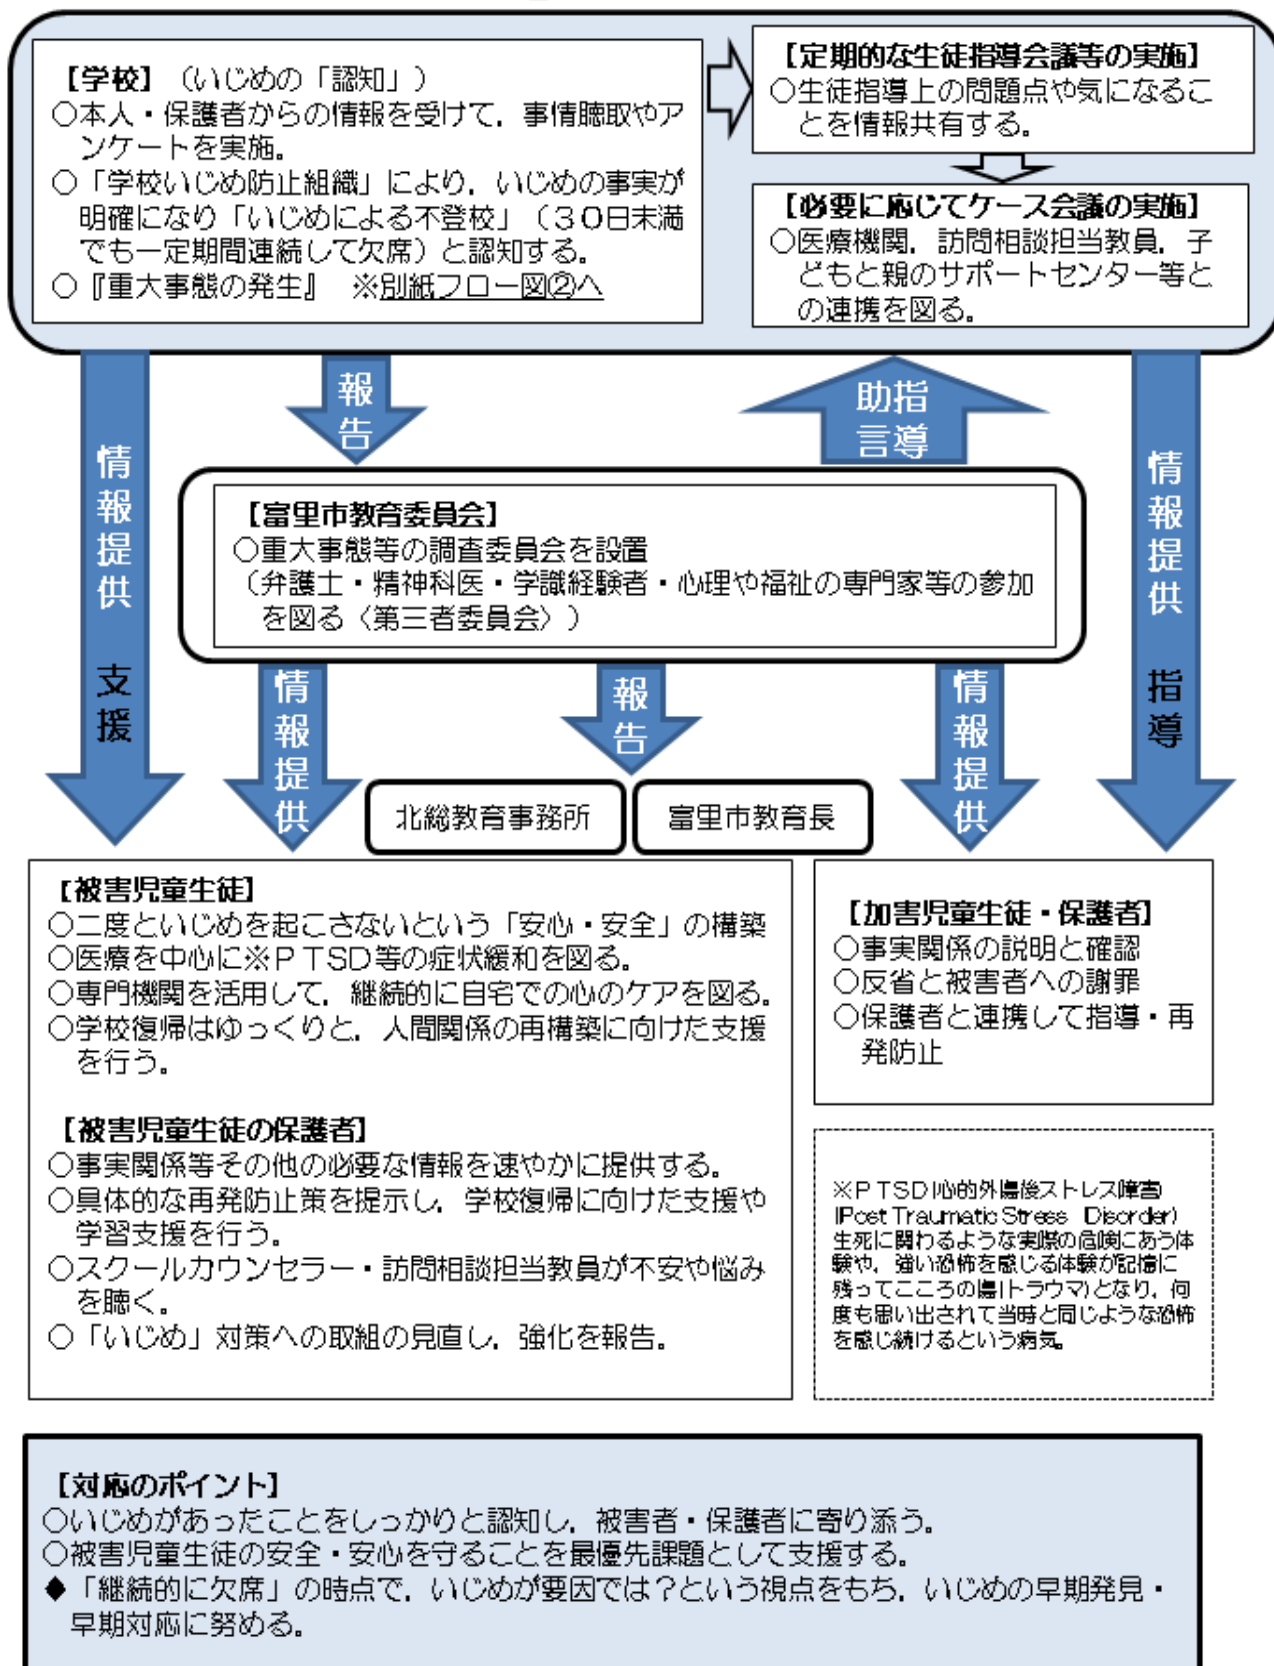 【学校】（いじめの「認知」）
○本人・保護者からの情報を受けて，事情聴取やア
ンケートを実施。
○「学校いじめ防止組織」により，いじめの事実が
明確になり「いじめによる不登校」（３０日未満
でも一定期間連続して欠席）と認知する。
○『重大事態の発生』　※別紙フロー図②へ
【定期的な生徒指導会議等の実施】
○生徒指導上の問題点や気になるこ
とを情報共有する。
【必要に応じてケース会議の実施】
○医療機関，訪問相談担当教員，子
どもと親のサポートセンター等と
の連携を図る。
情報提供　支援
報告
助言
指導
情報提供　指導
【富里市教育委員会】
○重大事態等の調査委員会を設置
（弁護士・精神科医・学識経験者・心理や福祉の専門家等の参加
を図る〈第三者委員会〉）
情報提供
報告
情報提供
北総教育事務所
富里市教育長
【被害児童生徒】
○二度といじめを起こさないという「安心・安全」の構築
○医療を中心に※ＰＴＳＤ等の症状緩和を図る。
○専門機関を活用して，継続的に自宅での心のケアを図る。
○学校復帰はゆっくりと，人間関係の再構築に向けた支援
を行う。
【被害児童生徒の保護者】
○事実関係等その他の必要な情報を速やかに提供する。
○具体的な再発防止策を提示し，学校復帰に向けた支援や
学習支援を行う。
○スクールカウンセラー・訪問相談担当教員が不安や悩み
を聴く。
○「いじめ」対策への取組の見直し，強化を報告。
【加害児童生徒・保護者】
○事実関係の説明と確認
○反省と被害者への謝罪
○保護者と連携して指導・再
発防止
※ＰＴＳＤ(心的外傷後ストレス障害)
(Post Traumatic Stress Disorder)
生死に関わるような実際の危険にあう体
験や，強い恐怖を感じる体験が記憶に
残ってこころの傷(トラウマ)となり，何
度も思い出されて当時と同じような恐怖
を感じ続けるという病気。
【対応のポイント】
○いじめがあったことをしっかりと認知し，被害者・保護者に寄り添う。
○被害児童生徒の安全・安心を守ることを最優先課題として支援する。
◆「継続的に欠席」の時点で，いじめが要因では？という視点をもち，いじめの早期発見・
早期対応に努める。